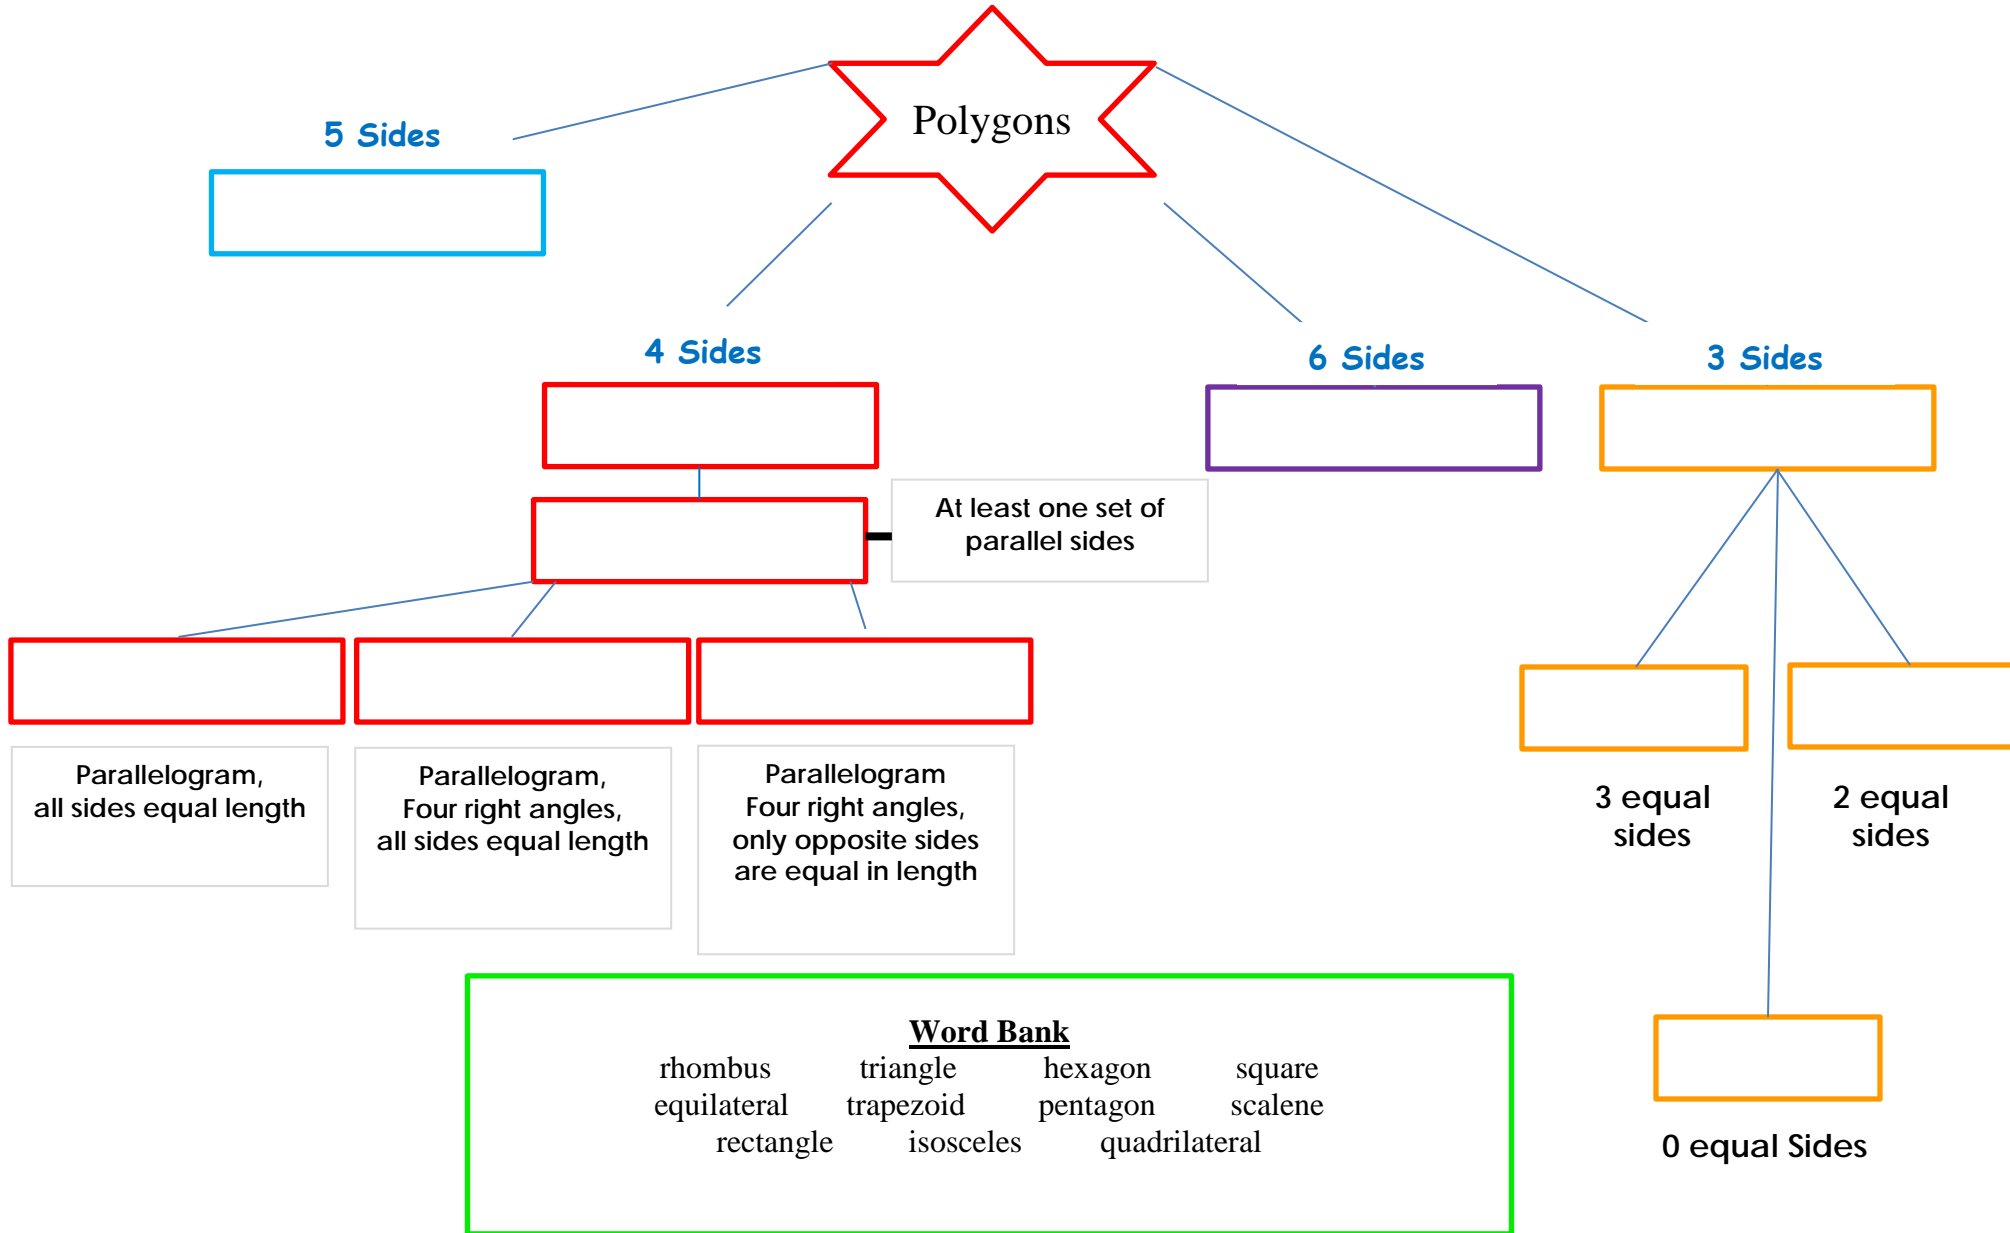 Polygons
5 Sides
4 Sides
6 Sides
3 Sides
At least one set of
parallel sides
Parallelogram,
all sides equal length
Parallelogram,
Four right angles,
all sides equal length
Parallelogram
Four right angles,
only opposite sides
are equal in length
3 equal
sides
2 equal
sides
0 equal Sides
Word Bank
rhombus triangle hexagon square
equilateral trapezoid pentagon scalene
rectangle isosceles quadrilateral